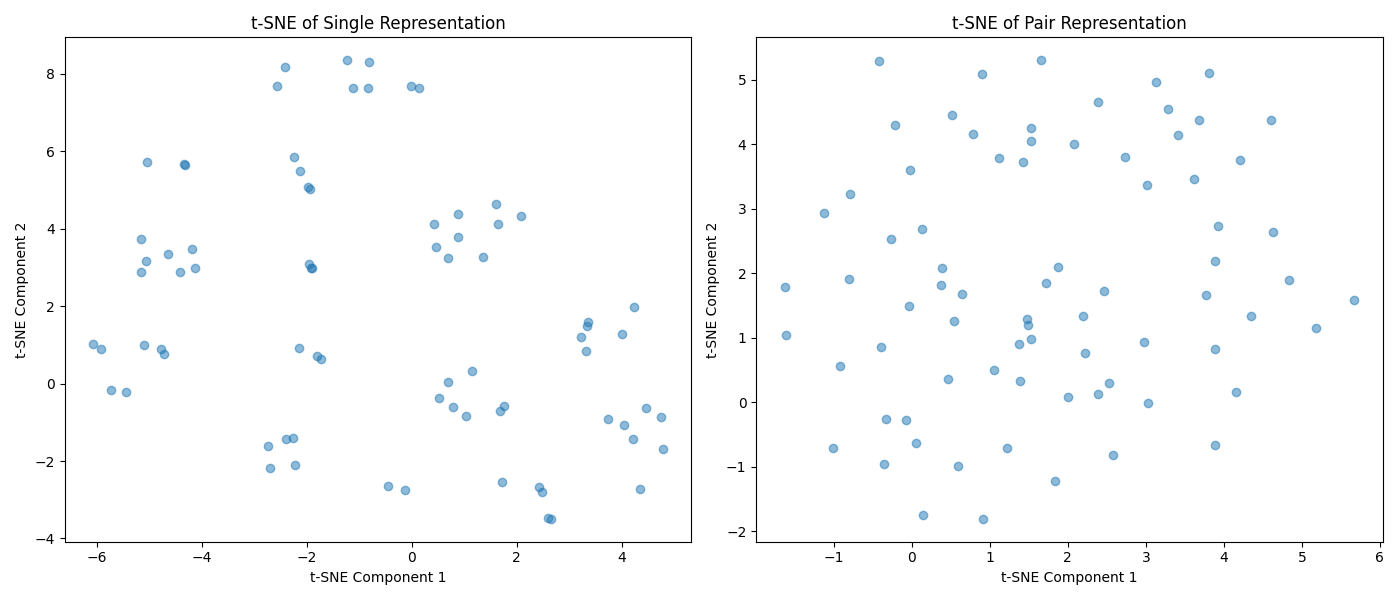 t-SNE of Single Representation
8
6
4
2
0
−2
−4
t-SNE Component 2
−6 −4 −2 0 2 4
t-SNE Component 1
t-SNE of Pair Representation
5
4
3
2
1
0
−1
−2
t-SNE Component 2
−1 0 1 2 3 4 5 6
t-SNE Component 1